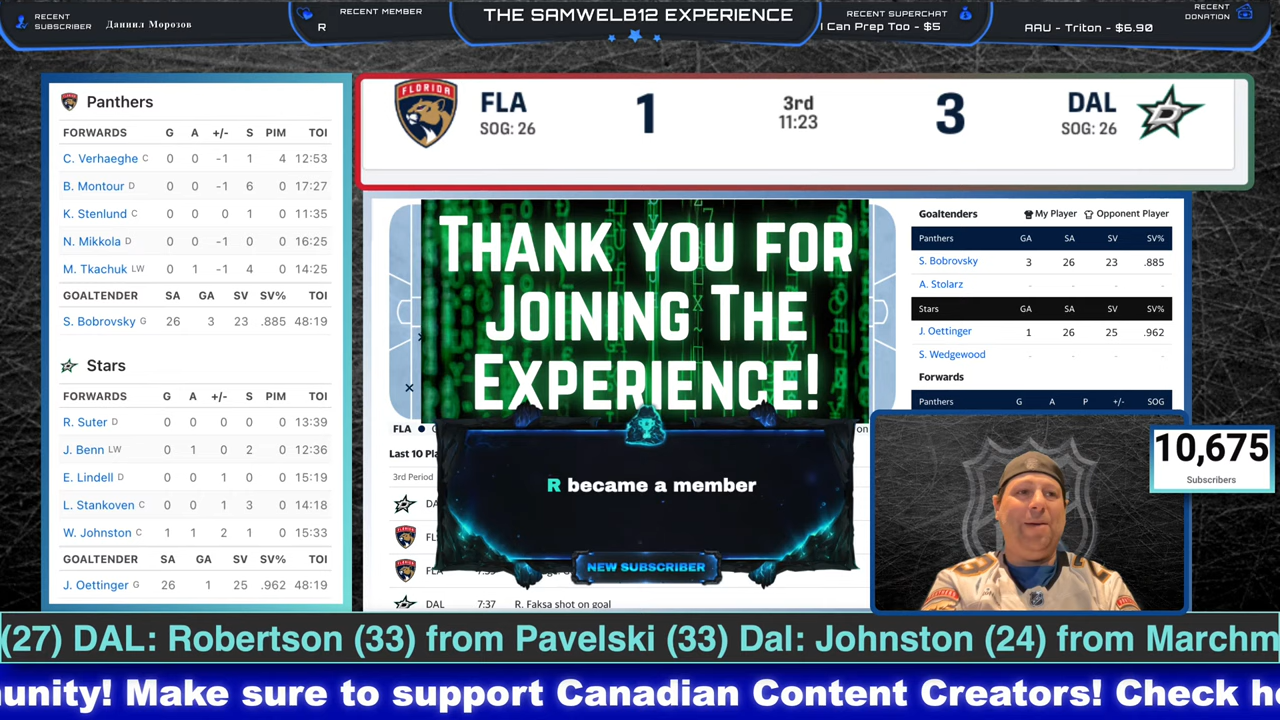 RECENT SUBSCRIBER
Даниил Морозов
RECENT MEMBER
R
THE SAMWELB12 EXPERIENCE
RECENT SUPERCHAT
I Can Prep Too - $5
RECENT DONATION
AAU - Triton - $6.90
Panthers
FORWARDS G A +/- S PIM TOI
C. Verhaeghe C 0 0 -1 1 4 12:53
B. Montour D 0 0 -1 6 0 17:27
K. Stenlund C 0 0 0 1 0 11:35
N. Mikkola D 0 0 -1 0 0 16:25
M. Tkachuk LW 0 1 -1 4 0 14:25
GOALTENDER SA GA SV SV% TOI
S. Bobrovsky G 26 3 23 .885 48:19
Stars
FORWARDS G A +/- S PIM TOI
R. Suter D 0 0 0 0 0 13:39
J. Benn LW 0 1 0 2 0 12:36
E. Lindell D 0 0 1 0 0 15:19
L. Stankoven C 0 0 1 3 0 14:18
W. Johnston C 1 1 2 1 0 15:33
GOALTENDER SA GA SV SV% TOI
J. Oettinger G 26 1 25 .962 48:19
FLORIDA
FLA
SOG: 26
1
3rd
11:23
3
DAL
SOG: 26
THANK YOU FOR
JOINING THE
EXPERIENCE!
R became a member
NEW SUBSCRIBER
FLA
Last 10 Pla
3rd Period
DAL 7:37 R. Faksa shot on goal
Goaltenders My Player Opponent Player
Panthers GA SA SV SV%
S. Bobrovsky 3 26 23 .885
A. Stolarz - - - -
Stars GA SA SV SV%
J. Oettinger 1 26 25 .962
S. Wedgewood - - - -
Forwards
Panthers G A P +/- SOG
10,675
Subscribers
(27) DAL: Robertson (33) from Pavelski (33) Dal: Johnston (24) from Marchm
unity! Make sure to support Canadian Content Creators! Check he